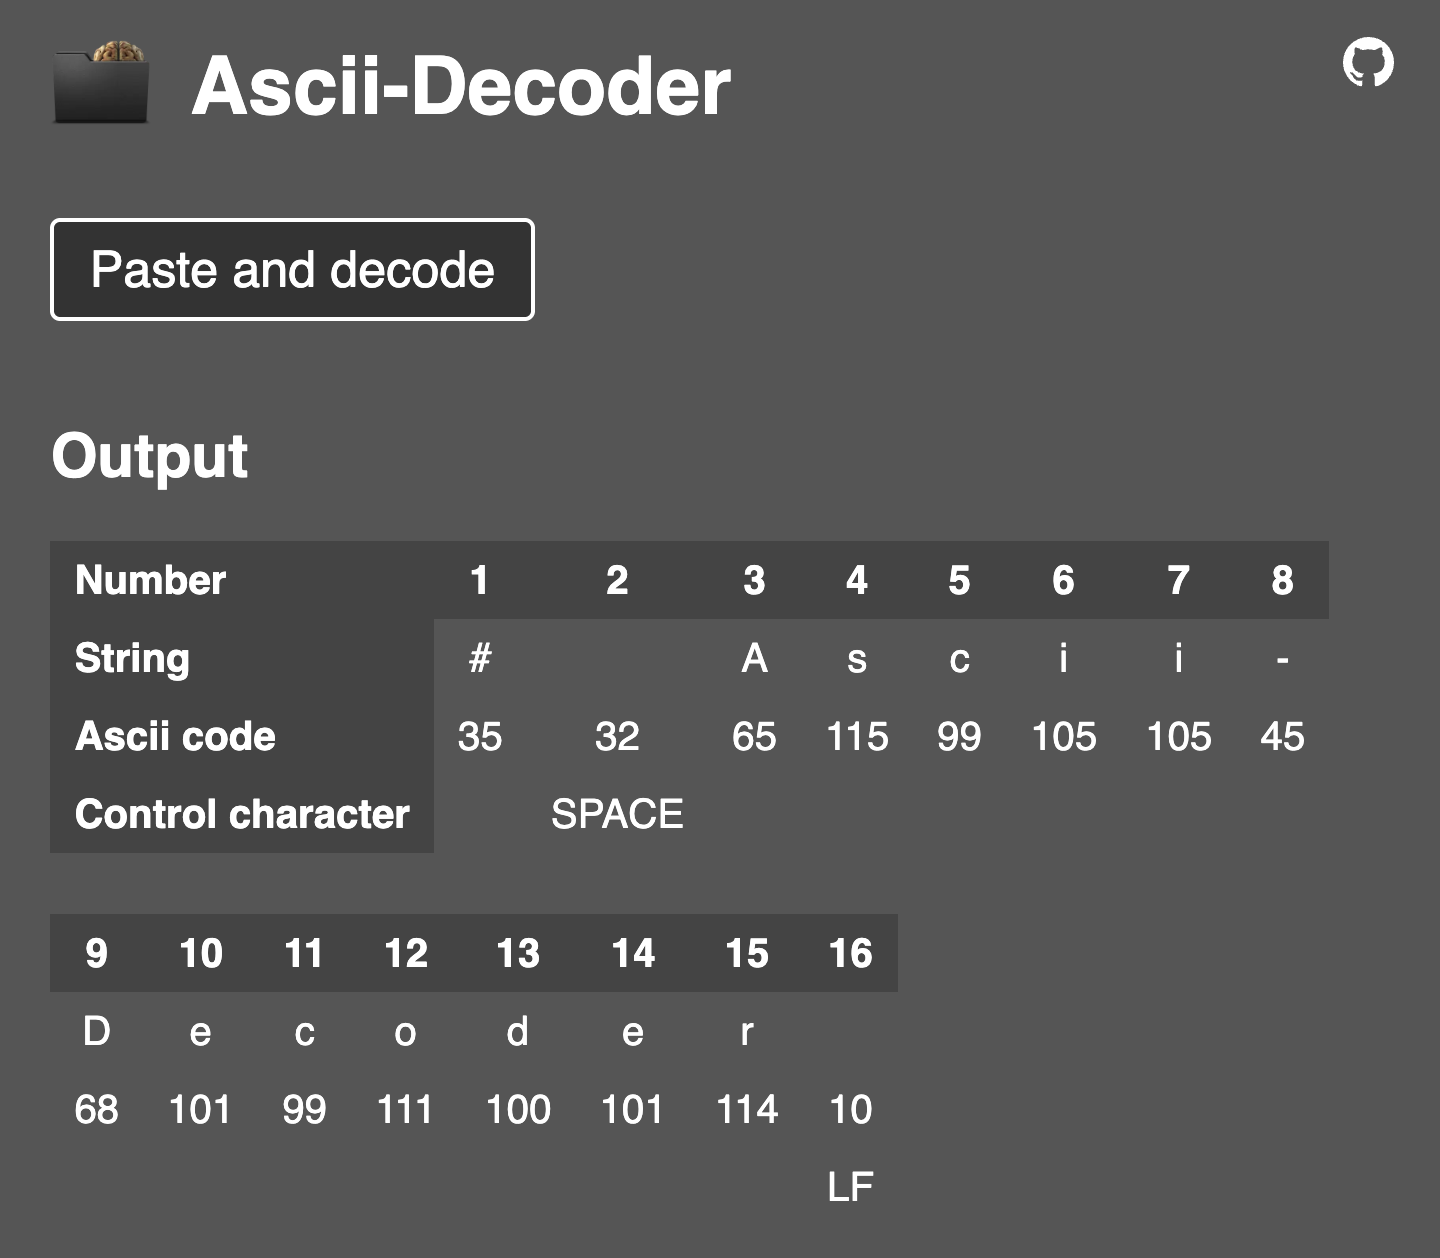 Ascii-Decoder
Paste and decode
Output
Number 1 2 3 4 5 6 7 8
String # A s c i i -
Ascii code 35 32 65 115 99 105 105 45
Control character SPACE
9 10 11 12 13 14 15 16
D e c o d e r
68 101 99 111 100 101 114 10
LF